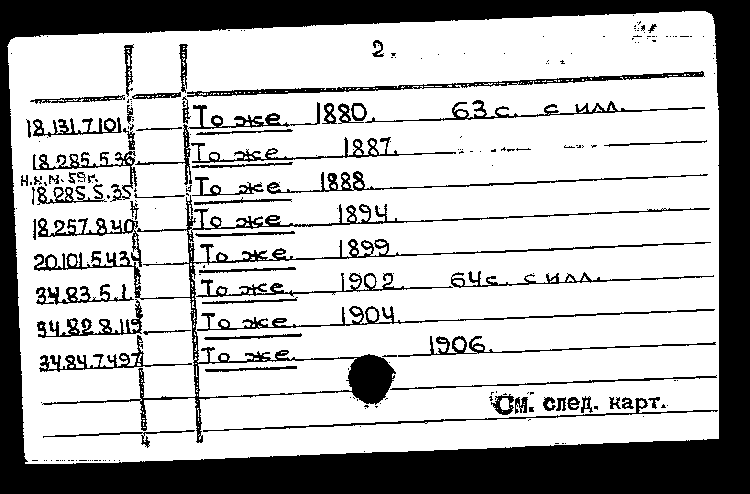 2.
18.131.7.101. То же. 1880. 63 с. с илл.
18.285.5.36. То же. 1887.
18.285.5.35 То же. 1888.
18.257.8.40. То же. 1894.
20.101.5.434 То же. 1899.
34.83.5.1. То же. 1902. 64 с. с илл.
34.82.8.119. То же. 1904.
34.84.7.497 То же. 1906.
См. след. карт.